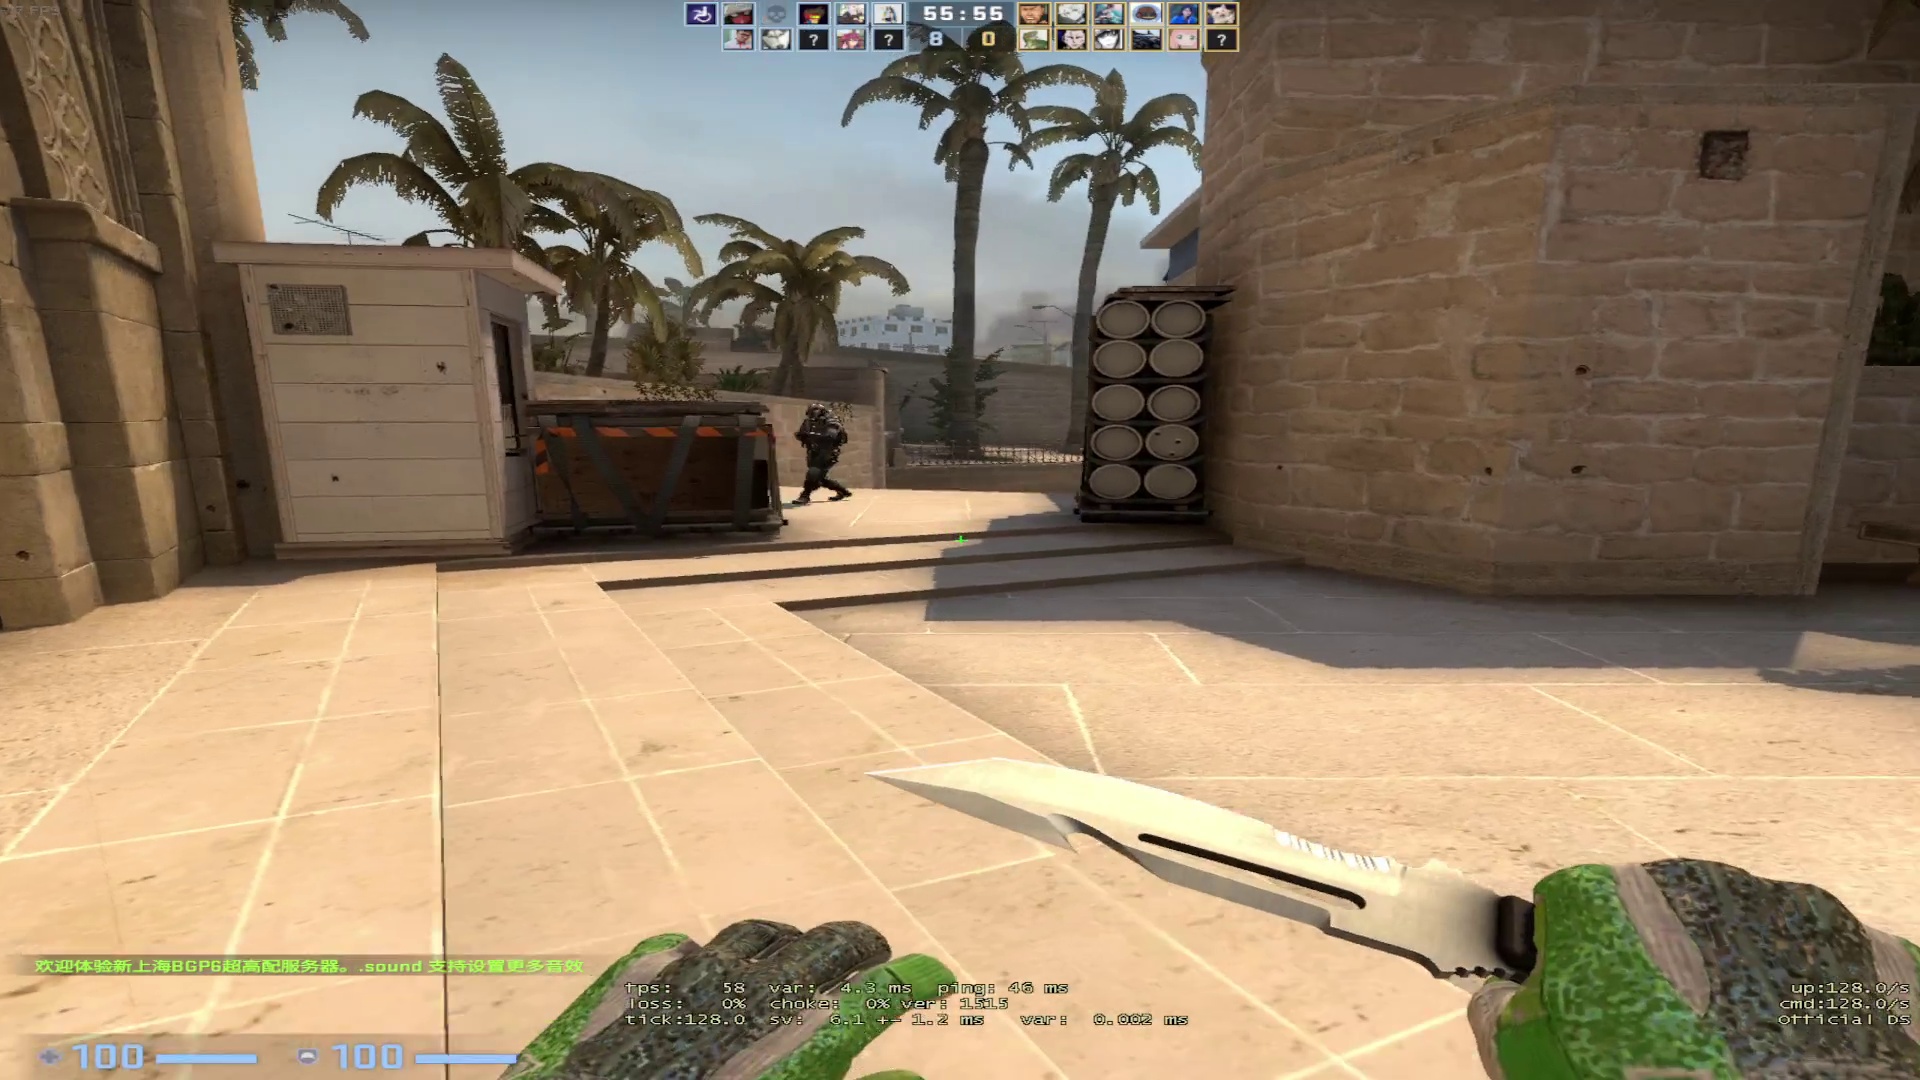 55:55
? ? 8 0 ?
欢迎体验新上海BGP6超高配服务器。.sound 支持设置更多音效
fps: 58 var: 4.3 ms ping: 46 ms
loss: 0% choke: 0% ver: 1515
tick:128.0 sv: 6.1 +- 1.2 ms var: 0.002 ms
up:128.0/s
cmd:128.0/s
official DS
100 100